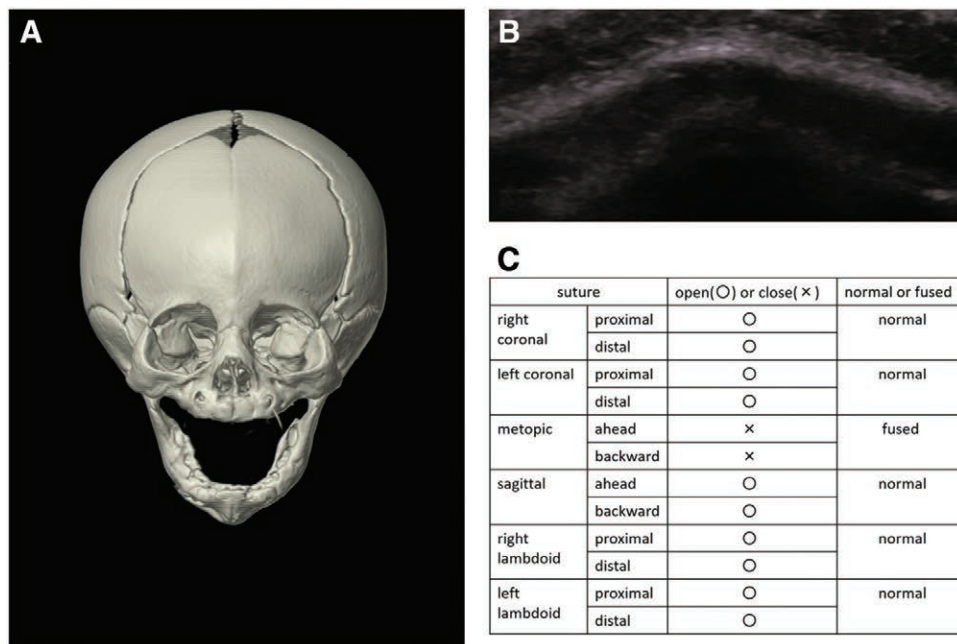 A
B
C
suture open(○) or close(×) normal or fused
right coronal proximal ○ normal
distal ○
left coronal proximal ○ normal
distal ○
metopic ahead × fused
backward ×
sagittal ahead ○ normal
backward ○
right lambdoid proximal ○ normal
distal ○
left lambdoid proximal ○ normal
distal ○